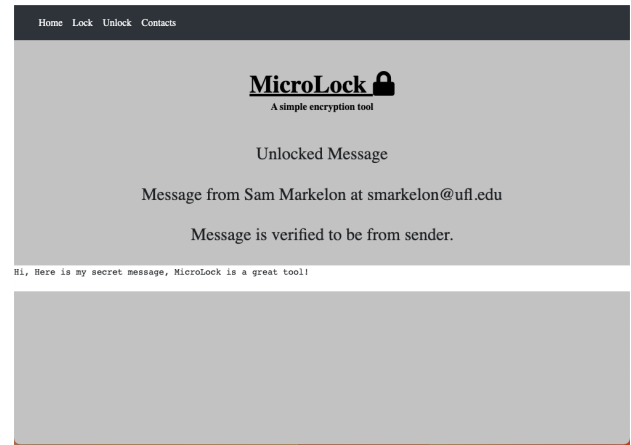 Home Lock Unlock Contacts
MicroLock
A simple encryption tool
Unlocked Message
Message from Sam Markelon at smarkelon@ufl.edu
Message is verified to be from sender.
Hi, Here is my secret message, MicroLock is a great tool!